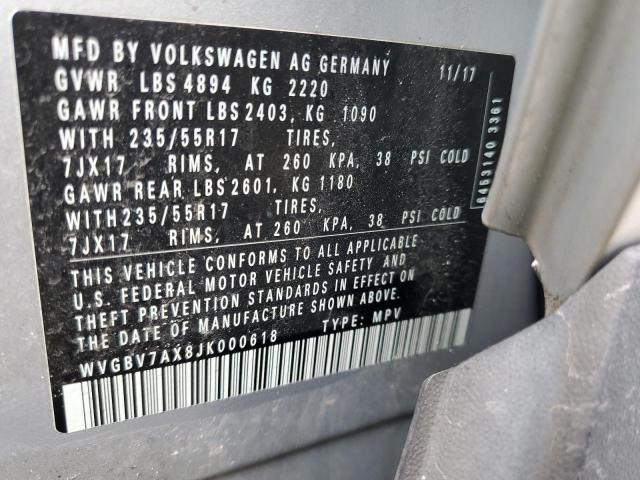 MFD BY VOLKSWAGEN AG GERMANY 11/17
GVWR LBS 4894 KG 2220
GAWR FRONT LBS 2403, KG 1090
WITH 235/55R17 TIRES,
7JX17 RIMS, AT 260 KPA, 38 PSI COLD
GAWR REAR LBS 2601, KG 1180
WITH 235/55R17 TIRES,
7JX17 RIMS, AT 260 KPA, 38 PSI COLD
THIS VEHICLE CONFORMS TO ALL APPLICABLE
U.S. FEDERAL MOTOR VEHICLE SAFETY AND
THEFT PREVENTION STANDARDS IN EFFECT ON
THE DATE OF MANUFACTURE SHOWN ABOVE.
WVGBV7AX8JK000618 TYPE: MPV
8453140 3361